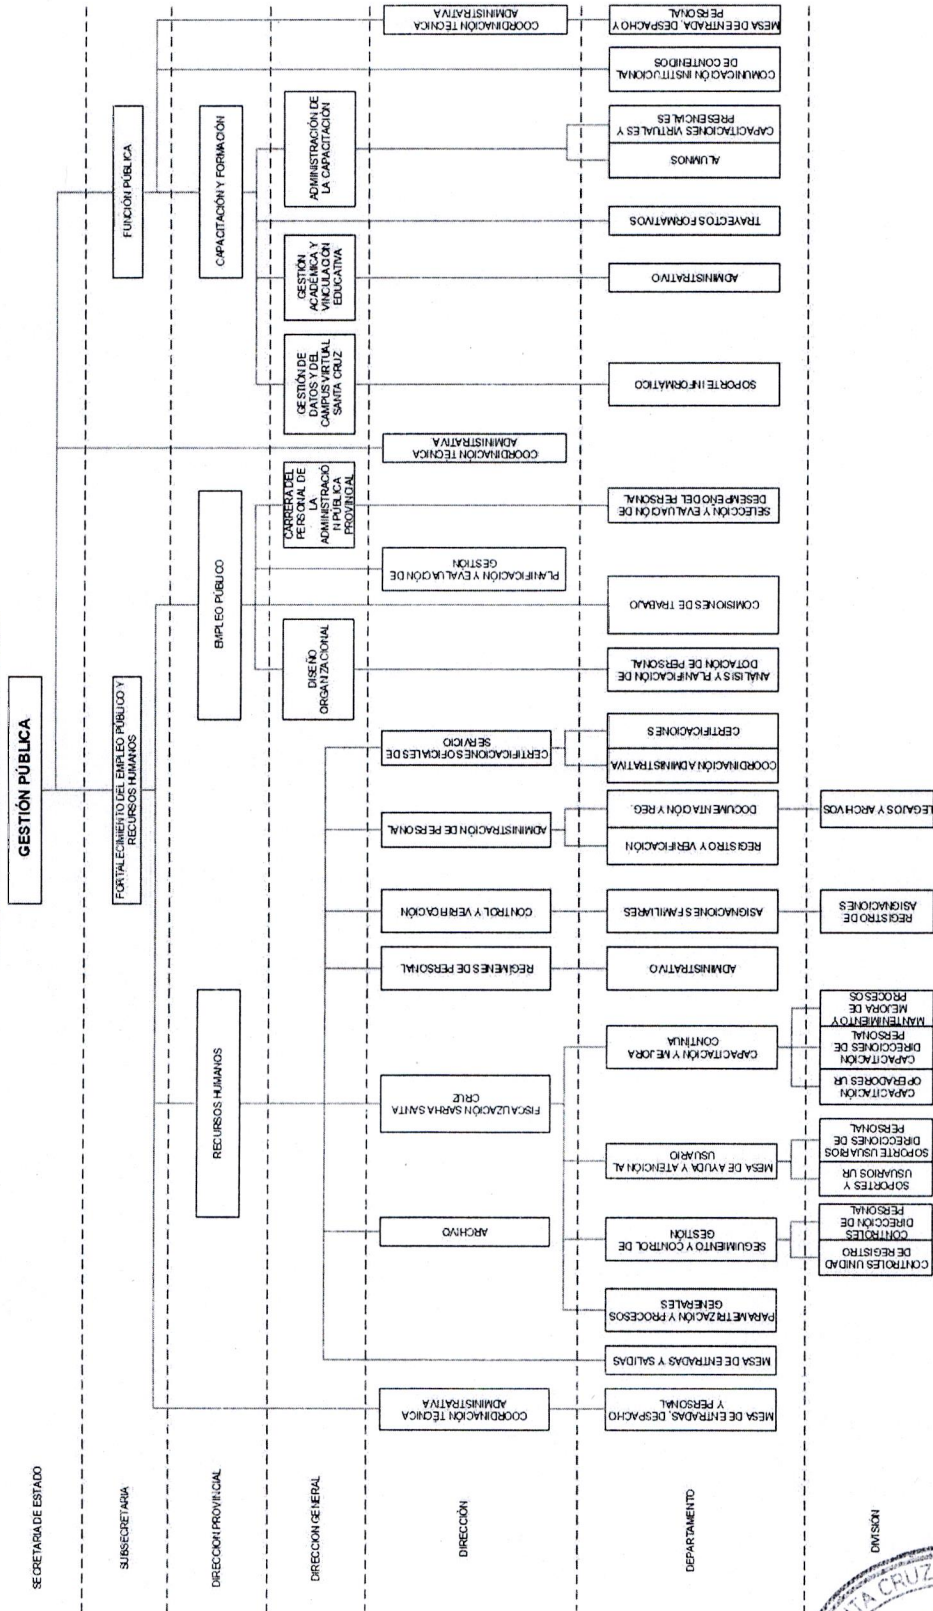 GESTIÓN PÚBLICA
SECRETARIA DE ESTADO
SUBSECRETARIA
FORTALECIMIENTO DEL EMPLEO PÚBLICO Y
RECURSOS HUMANOS
FUNCIÓN PÚBLICA
DIRECCION PROVINCIAL
RECURSOS HUMANOS
EMPLEO PÚBLICO
CAPACITACIÓN Y FORMACIÓN
DIRECCION GENERAL
DISEÑO
ORGANIZACIONAL
CARRERA DEL
PERSONAL DE
LA
ADMINISTRACIÓ
N PÚBLICA
PROVINCIAL
GESTIÓN DE
DATOS Y DEL
CAMPUS VIRTUAL
SANTA CRUZ
GESTIÓN
ACADÉMICA Y
VINCULACIÓN
EDUCATIVA
ADMINISTRACIÓN DE
LA CAPACITACIÓN
DIRECCIÓN
COORDINACIÓN TÉCNICA
ADMINISTRATIVA
ARCHIVO
FISCALIZACIÓN SARHA SANTA
CRUZ
REGÍMENES DE PERSONAL
CONTROL Y VERIFICACIÓN
ADMINISTRACIÓN DE PERSONAL
CERTIFICACIONES OFICIALES DE
SERVICIO
PLANIFICACIÓN Y EVALUACIÓN DE
GESTIÓN
COORDINACIÓN TÉCNICA
ADMINISTRATIVA
COORDINACIÓN TÉCNICA
ADMINISTRATIVA
DEPARTAMENTO
MESA DE ENTRADAS, DESPACHO
Y PERSONAL
MESA DE ENTRADAS Y SALIDAS
PARAMETRIZACIÓN Y PROCESOS
GENERALES
SEGUIMIENTO Y CONTROL DE
GESTIÓN
MESA DE AYUDA Y ATENCIÓN AL
USUARIO
CAPACITACIÓN Y MEJORA
CONTÍNUA
ADMINISTRATIVO
ASIGNACIONES FAMILIARES
REGISTRO Y VERIFICACIÓN
DOCUMENTACIÓN Y REG.
COORDINACIÓN ADMINISTRATIVA
CERTIFICACIONES
ANÁLISIS Y PLANIFICACIÓN DE
DOTACIÓN DE PERSONAL
COMISIONES DE TRABAJO
SELECCIÓN Y EVALUACIÓN DE
DESEMPEÑO DEL PERSONAL
SOPORTE INFORMÁTICO
ADMINISTRATIVO
TRAYECTOS FORMATIVOS
ALUMNOS
CAPACITACIONES VIRTUALES Y
PRESENCIALES
COMUNICACIÓN INSTITUCIONAL
DE CONTENIDOS
MESA DE ENTRADA, DESPACHO Y
PERSONAL
DIVISIÓN
CONTROLES UNIDAD
DE REGISTRO
CONTROLES
DIRECCIÓN DE
PERSONAL
SOPORTES Y
USUARIOS UR
SOPORTE USUARIOS
DIRECCIONES DE
PERSONAL
CAPACITACIÓN
OPERADORES UR
CAPACITACIÓN
DIRECCIONES DE
PERSONAL
MANTENIMIENTO Y
MEJORA DE
PROCESOS
REGISTRO DE
ASIGNACIONES
LEGAJOS Y ARCHIVOS
TA CRUZ